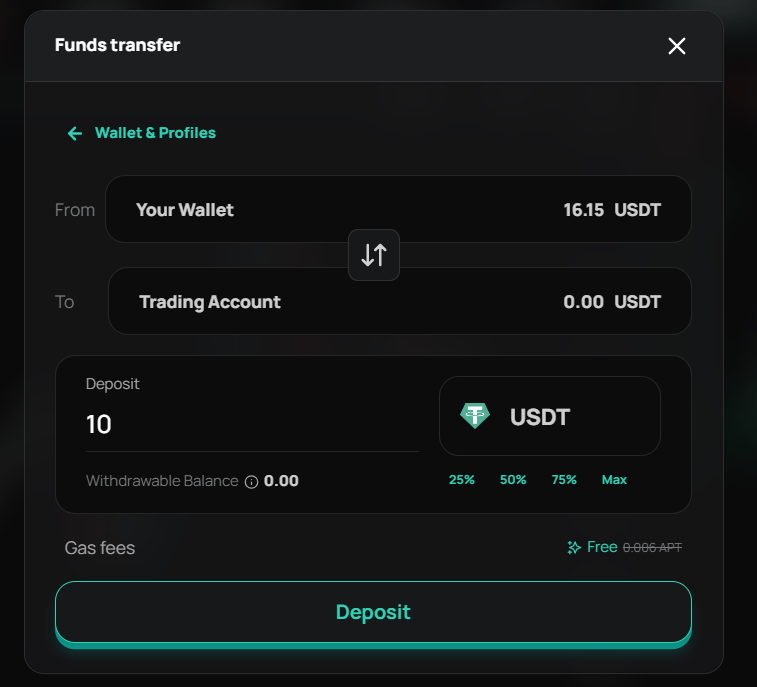 Funds transfer
Wallet & Profiles
From Your Wallet 16.15 USDT
To Trading Account 0.00 USDT
Deposit
10
USDT
Withdrawable Balance 0.00
25% 50% 75% Max
Gas fees Free 0.006 APT
Deposit